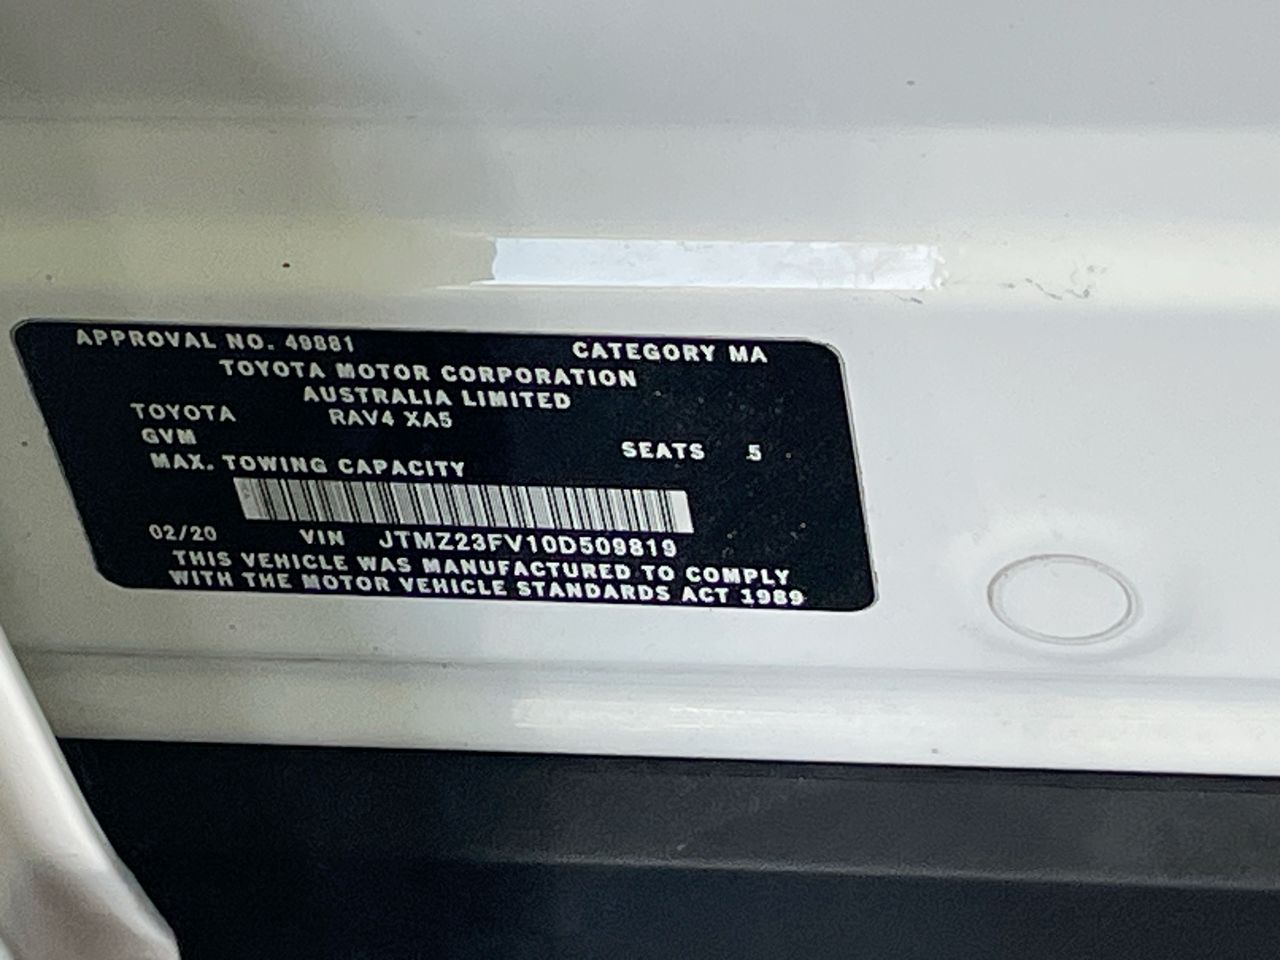 APPROVAL NO. 49881 CATEGORY MA
TOYOTA MOTOR CORPORATION
AUSTRALIA LIMITED
TOYOTA RAV4 XA5
GVM SEATS 5
MAX. TOWING CAPACITY
02/20 VIN JTMZ23FV10D509819
THIS VEHICLE WAS MANUFACTURED TO COMPLY
WITH THE MOTOR VEHICLE STANDARDS ACT 1989